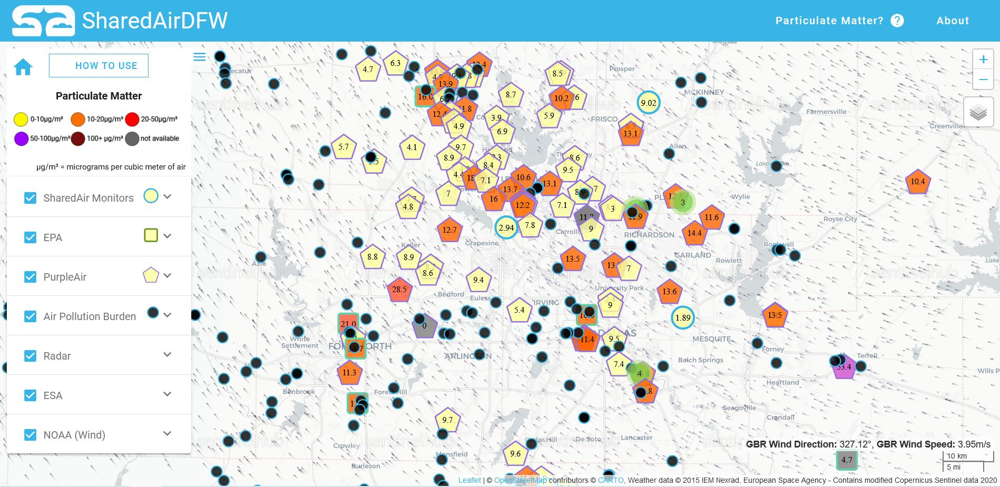 SharedAirDFW
Particulate Matter? ?
About
HOW TO USE
Particulate Matter
0-10µg/m³ 10-20µg/m³ 20-50µg/m³
50-100µg/m³ 100+ µg/m³ not available
µg/m³ = micrograms per cubic meter of air
SharedAir Monitors
EPA
PurpleAir
Air Pollution Burden
Radar
ESA
NOAA (Wind)
+
−
Melissa
Prosper
MCKINNEY
FRISCO
Farmersville
Greenville
Allen
Lavon Lake
Wylie
Royse City
RICHARDSON
GARLAND
Rowlett
Rockwall
Carrollton
Grapevine
Keller
Azle
Bedford
Euless
IRVING
University Park
White
Settlement
FORT WORTH
ARLINGTON
DALLAS
MESQUITE
Balch Springs
Forney
Terrell
Heartland
Wills P
Lake
Seagoville
Crandall
Benbrook
Forest Hill
Crowley
Burleson
Mansfield
Cedar Hill
De Soto
Lancaster
sentinelhub
4.7
6.3
13.9
16.0
8.7
8.5
10.2
5.9
9.02
3.9
6.9
4.9
13.1
5.7
4.1
9.7
8.9
8.4
8.6
9.5
7.1
10.6
13.7
13.1
16
12.2
7
4.8
7.1
7
3
10.4
11.6
14.4
11.9
3
12.7
2.94
7.8
9
8.8
8.9
8.6
9.4
13.5
7
28.5
13.6
9
5.4
1.89
13.5
21.0
0
11.4
9.5
7.4
4
11.3
53.4
9.7
9.6
GBR Wind Direction: 327.12°, GBR Wind Speed: 3.95m/s
4.7
10 km
5 mi
Leaflet | © OpenStreetMap contributors © CARTO, Weather data © 2015 IEM Nexrad, European Space Agency - Contains modified Copernicus Sentinel data 2020